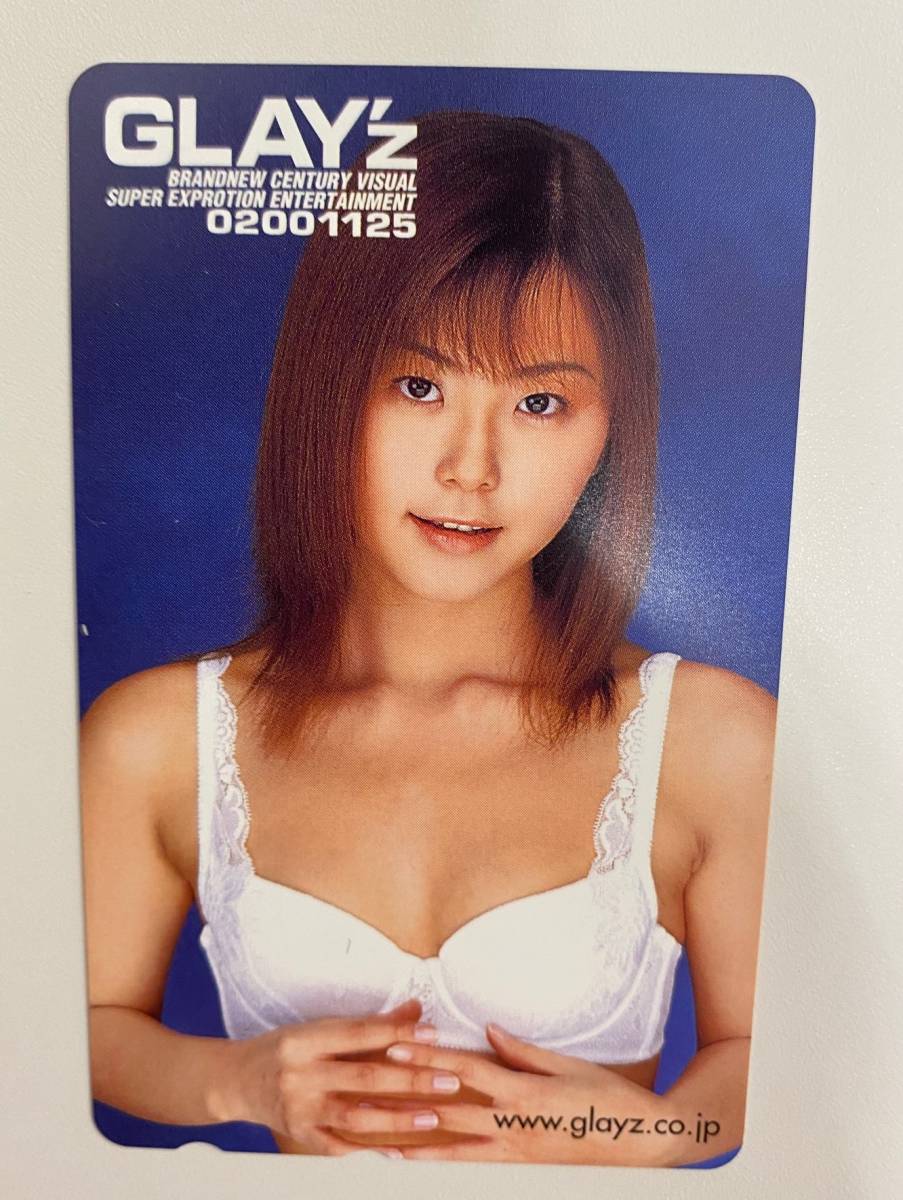 GLAY'z
BRANDNEW CENTURY VISUAL
SUPER EXPROTION ENTERTAINMENT
02001125
www.glayz.co.jp